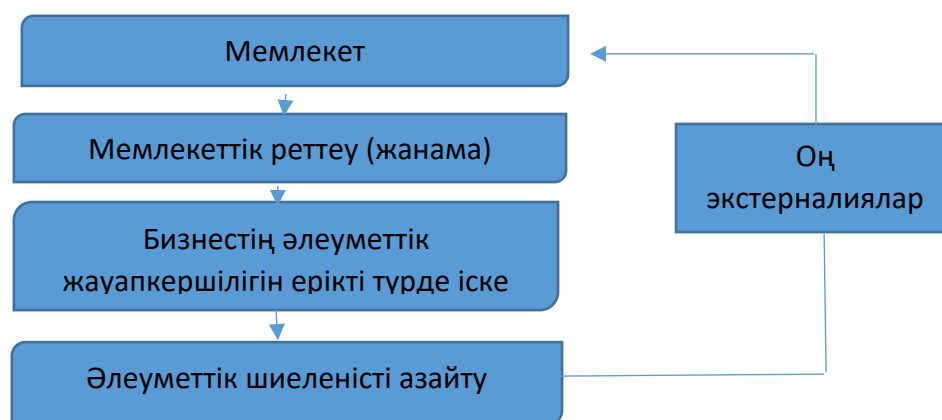 Мемлекет
Мемлекеттік реттеу (жанама)
Оң
экстерналиялар
Бизнестің әлеуметтік
жауапкершілігін ерікті түрде іске
Әлеуметтік шиеленісті азайту